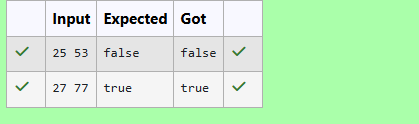 Input Expected Got
25 53 false false
27 77 true true